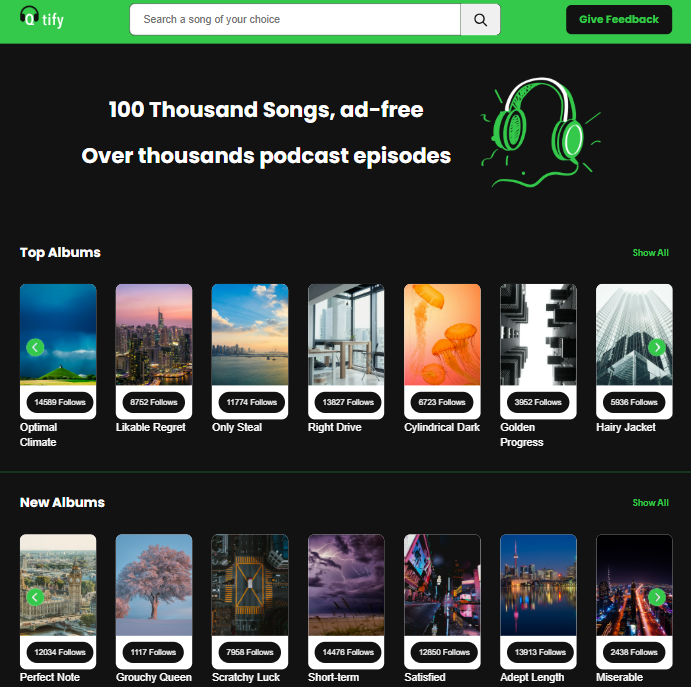 Qtify
Search a song of your choice
Give Feedback
100 Thousand Songs, ad-free
Over thousands podcast episodes
Top Albums
Show All
14589 Follows
8752 Follows
11774 Follows
13827 Follows
6723 Follows
3952 Follows
5936 Follows
Optimal
Climate
Likable Regret
Only Steal
Right Drive
Cylindrical Dark
Golden
Progress
Hairy Jacket
New Albums
Show All
12034 Follows
1117 Follows
7958 Follows
14476 Follows
12850 Follows
13913 Follows
2438 Follows
Perfect Note
Grouchy Queen
Scratchy Luck
Short-term
Satisfied
Adept Length
Miserable